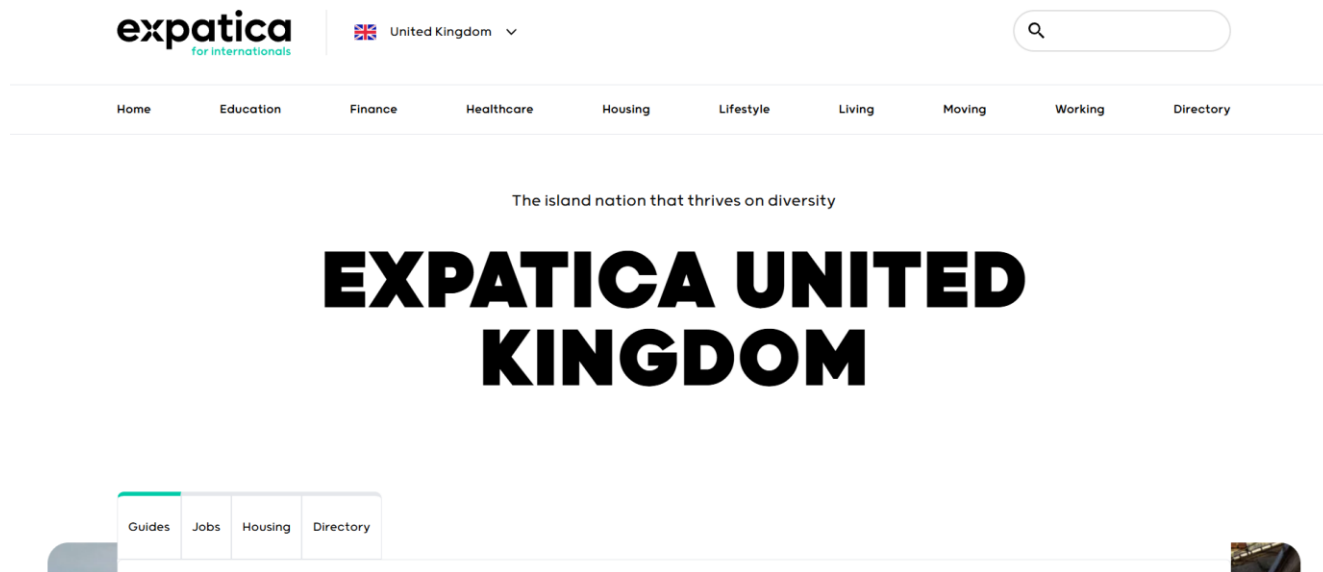 expatica
for internationals
United Kingdom
Home Education Finance Healthcare Housing Lifestyle Living Moving Working Directory
The island nation that thrives on diversity
EXPATICA UNITED
KINGDOM
Guides Jobs Housing Directory